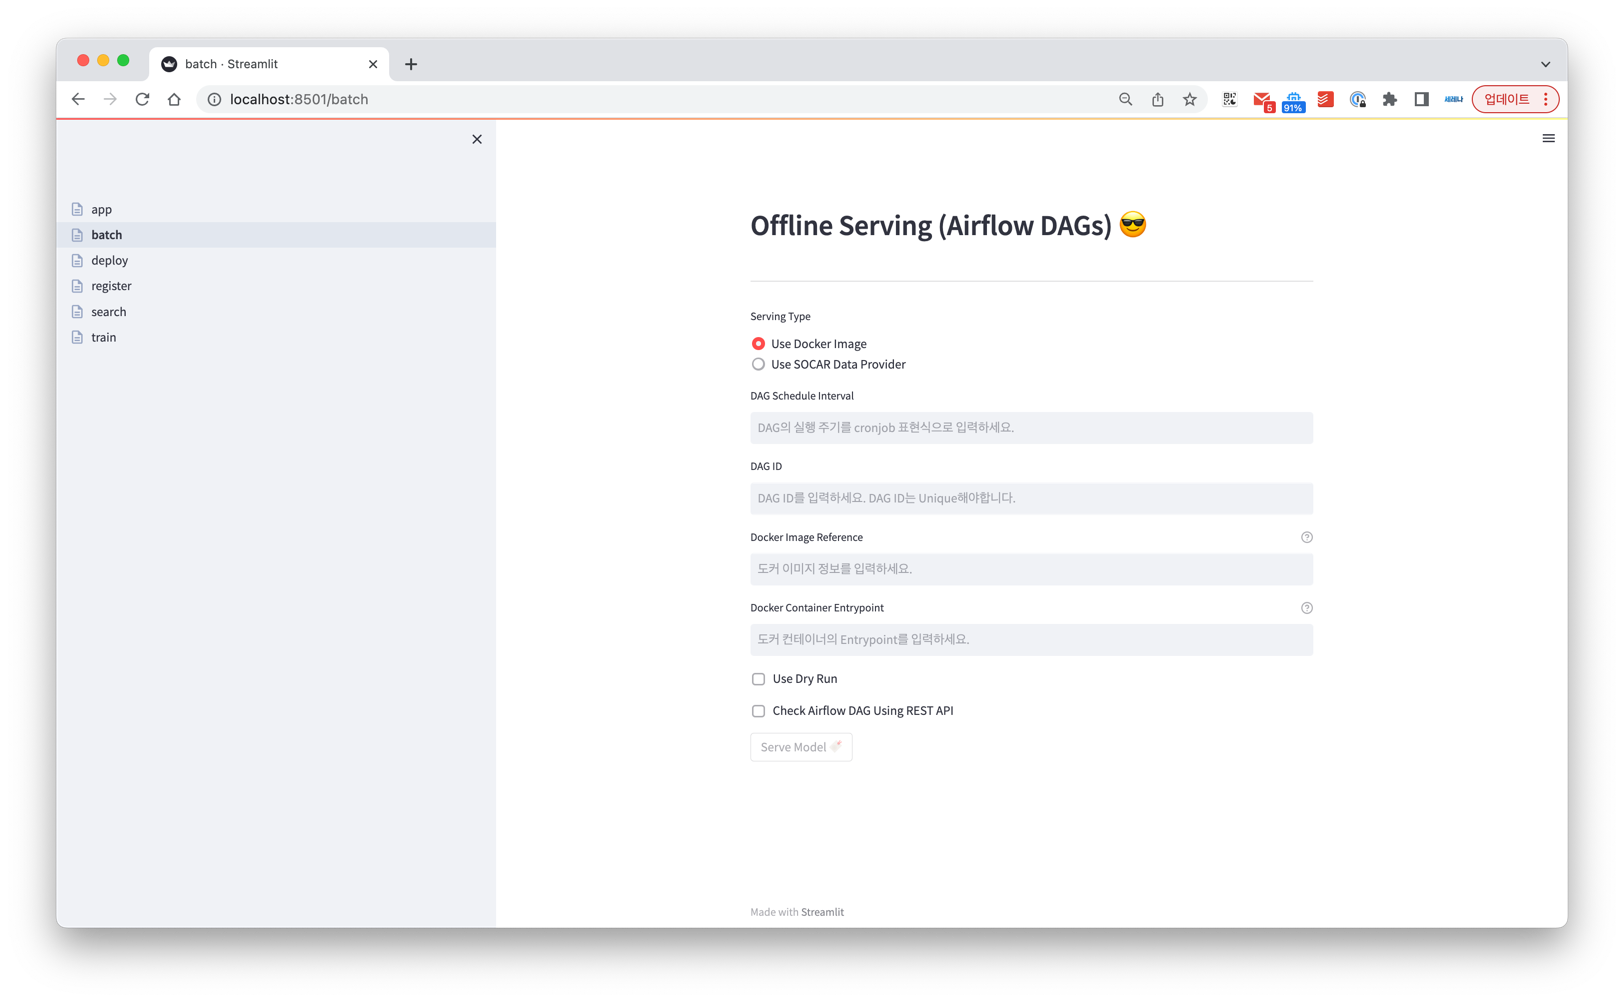 batch · Streamlit
localhost:8501/batch
5
91%
업데이트
app
batch
deploy
register
search
train
Offline Serving (Airflow DAGs) 😎
Serving Type
Use Docker Image
Use SOCAR Data Provider
DAG Schedule Interval
DAG의 실행 주기를 cronjob 표현식으로 입력하세요.
DAG ID
DAG ID를 입력하세요. DAG ID는 Unique해야합니다.
Docker Image Reference
도커 이미지 정보를 입력하세요.
Docker Container Entrypoint
도커 컨테이너의 Entrypoint를 입력하세요.
Use Dry Run
Check Airflow DAG Using REST API
Serve Model 🚀
Made with Streamlit